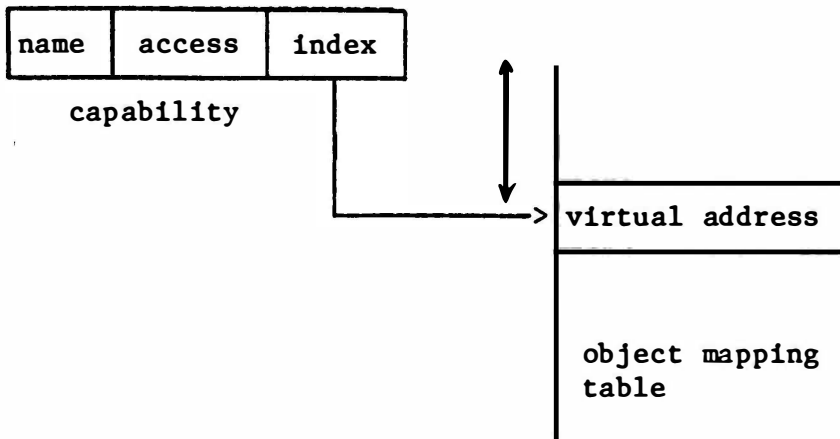 name access index
capability
virtual address
object mapping
table